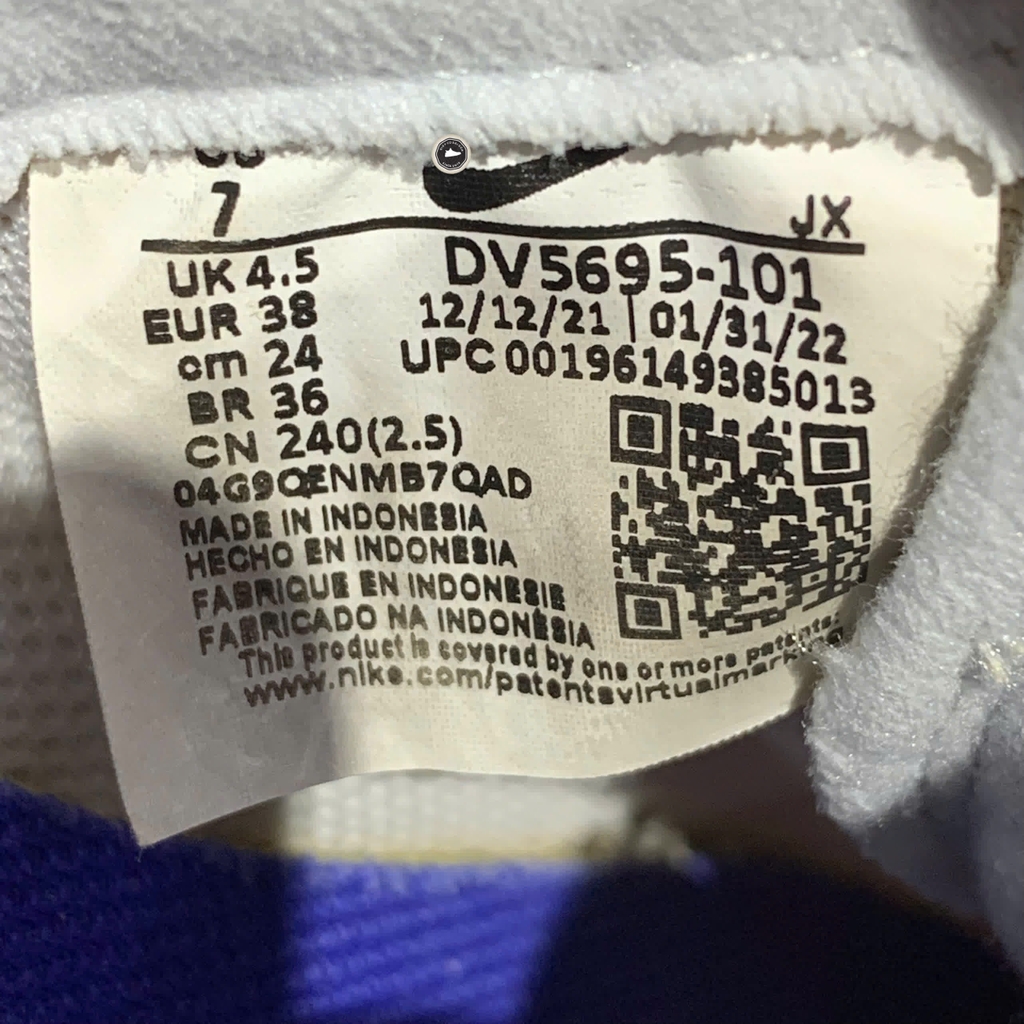 7
JX
UK 4.5
EUR 38
cm 24
BR 36
CN 240(2.5)
DV5695-101
12/12/21 | 01/31/22
UPC 00196149385013
04G9QENMB7QAD
MADE IN INDONESIA
HECHO EN INDONESIA
FABRIQUE EN INDONESIE
FABRICADO NA INDONÉSIA
This product is covered by one or more patents:
www.nike.com/patentsvirtualmarking